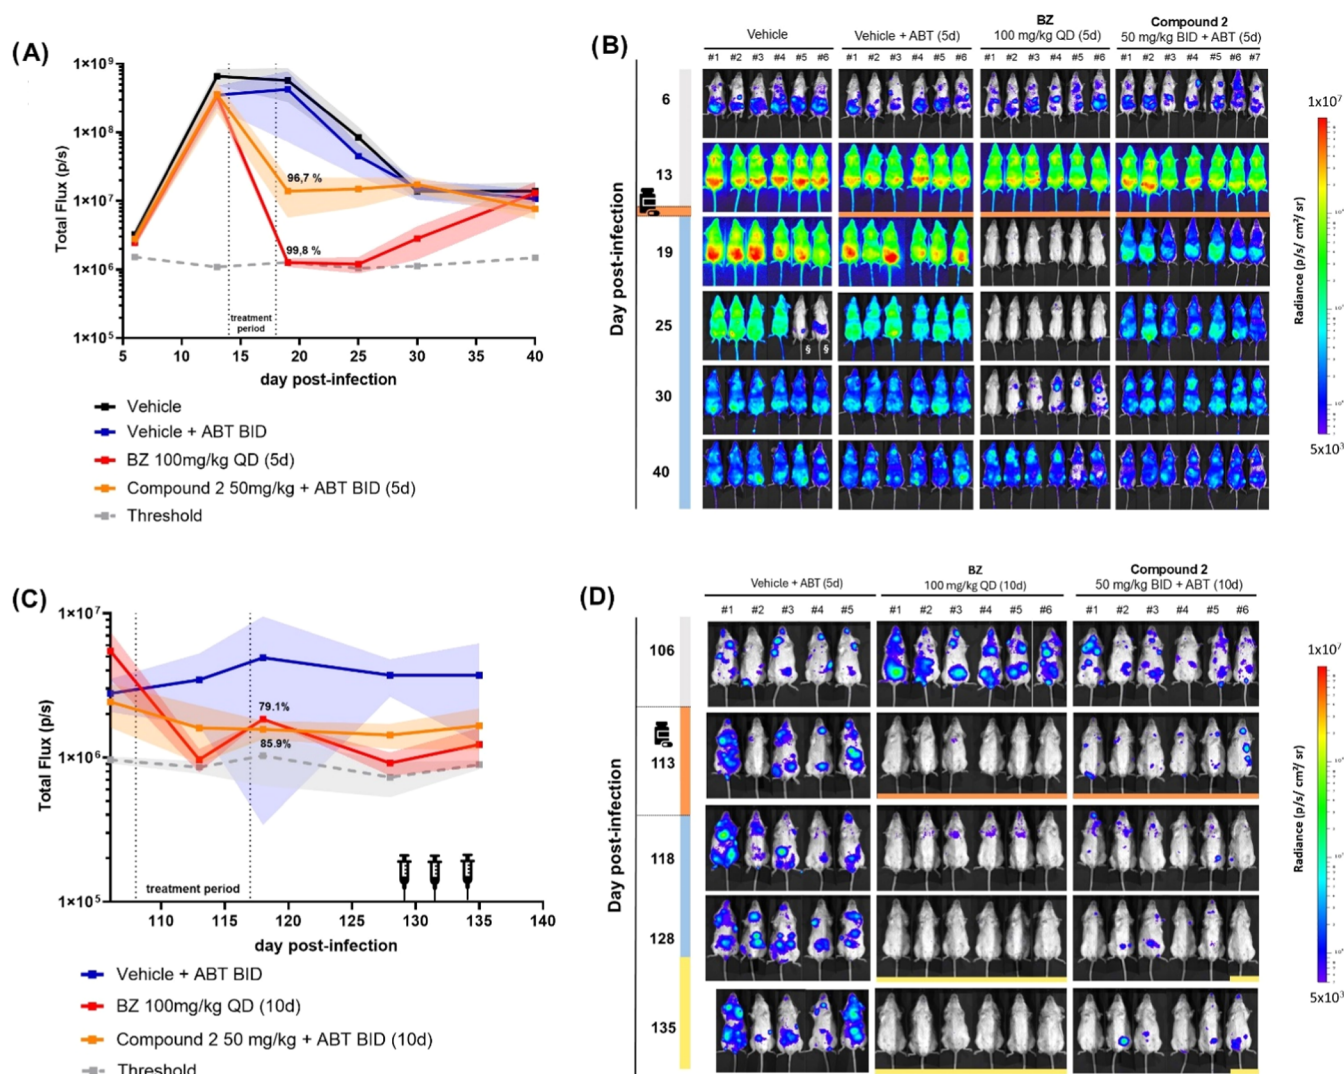 (A)
1×10⁹
1×10⁸
1×10⁷
1×10⁶
1×10⁵
Total Flux (p/s)
96,7 %
99,8 %
treatment
period
5 10 15 20 25 30 35 40
day post-infection
Vehicle
Vehicle + ABT BID
BZ 100mg/kg QD (5d)
Compound 2 50mg/kg + ABT BID (5d)
Threshold
(B)
Vehicle
Vehicle + ABT (5d)
BZ
100 mg/kg QD (5d)
Compound 2
50 mg/kg BID + ABT (5d)
#1 #2 #3 #4 #5 #6 #1 #2 #3 #4 #5 #6 #1 #2 #3 #4 #5 #6 #1 #2 #3 #4 #5 #6 #7
Day post-infection
6
13
19
25
§ §
30
40
1x10⁷
Radiance (p/s/ cm²/ sr)
5x10³
(C)
1×10⁷
1×10⁶
1×10⁵
Total Flux (p/s)
79.1%
85.9%
treatment period
110 115 120 125 130 135 140
day post-infection
Vehicle + ABT BID
BZ 100mg/kg QD (10d)
Compound 2 50 mg/kg + ABT BID (10d)
Threshold
(D)
Vehicle + ABT (5d)
BZ
100 mg/kg QD (10d)
Compound 2
50 mg/kg BID + ABT (10d)
#1 #2 #3 #4 #5 #1 #2 #3 #4 #5 #6 #1 #2 #3 #4 #5 #6
Day post-infection
106
113
118
128
135
1x10⁷
Radiance (p/s/ cm²/ sr)
5x10³